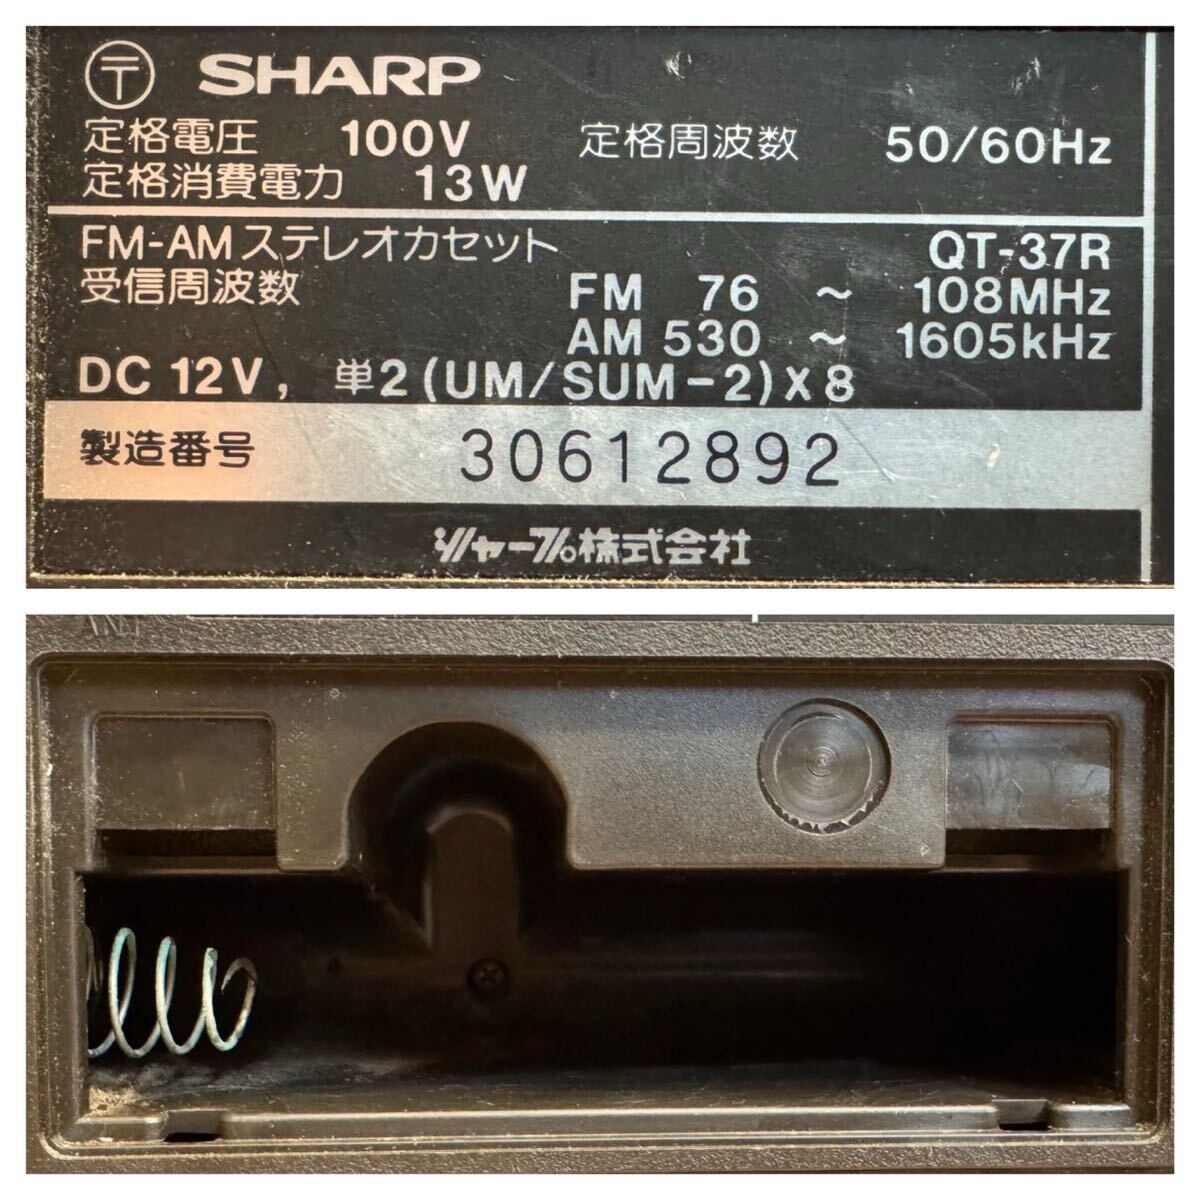 〒 SHARP
定格電圧 100V 定格周波数 50/60Hz
定格消費電力 13W
FM-AMステレオカセット QT-37R
受信周波数 FM 76 ~ 108MHz
AM 530 ~ 1605kHz
DC 12V, 単2(UM/SUM-2)X8
製造番号 30612892
シャープ株式会社